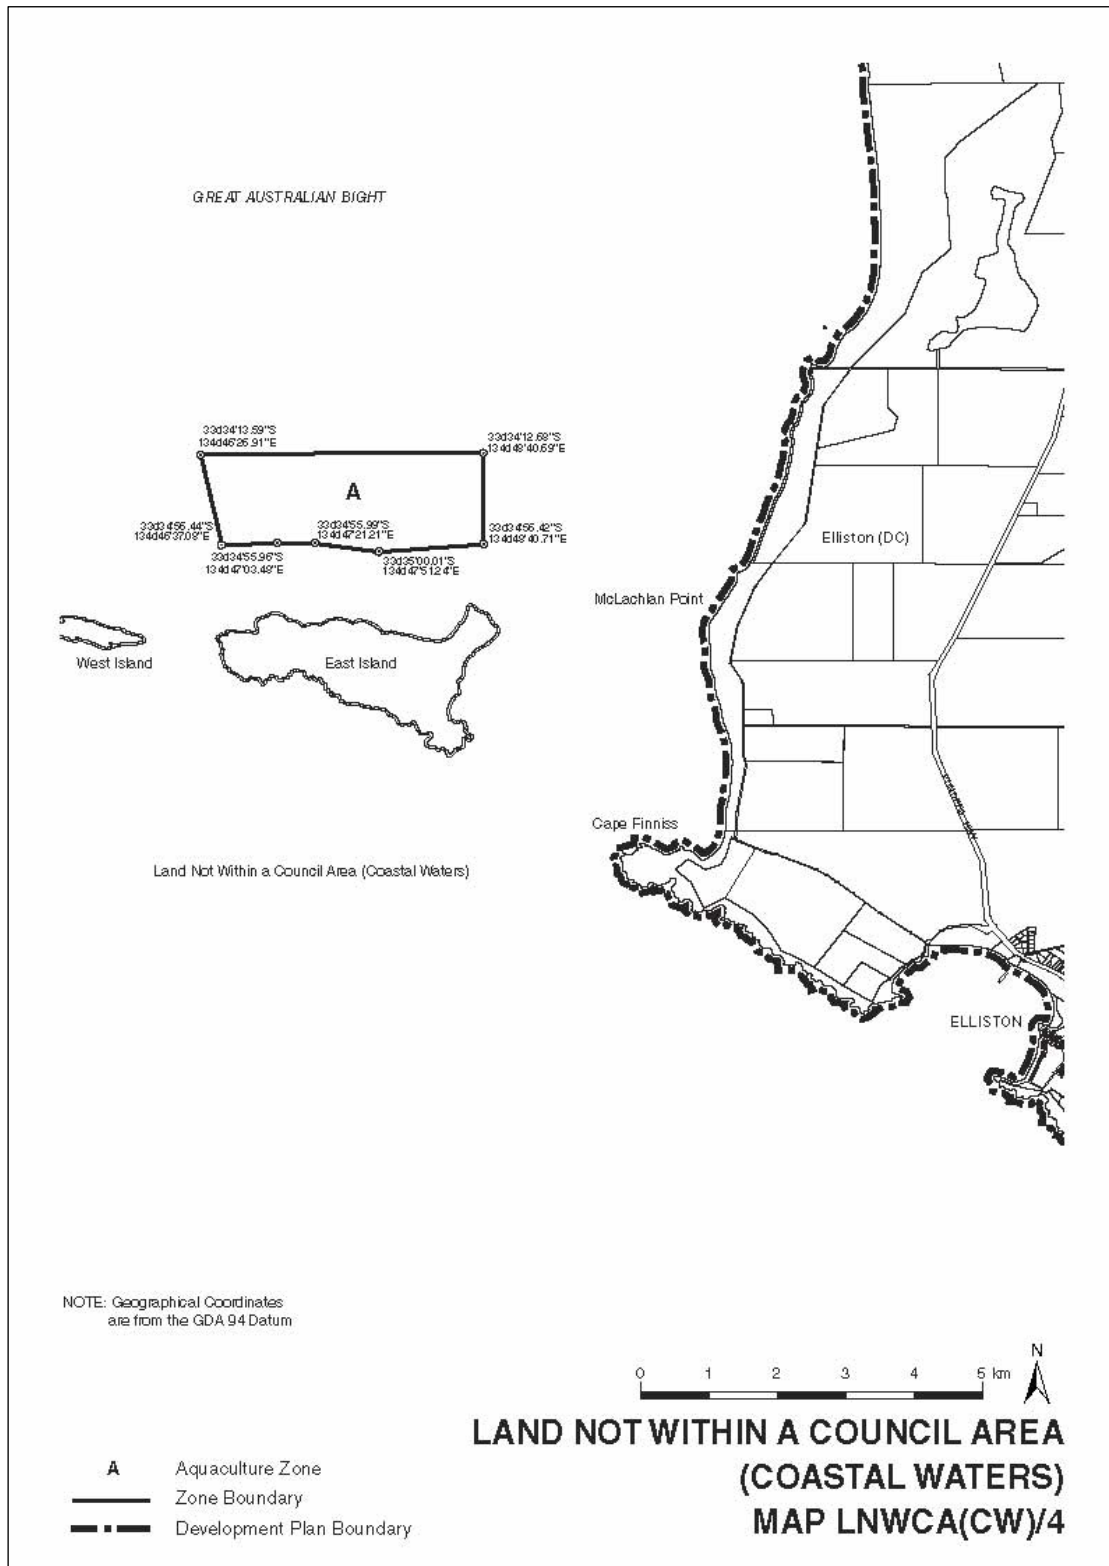 GREAT AUSTRALIAN BIGHT
33d34'13.59"S
134d46'25.91"E
33d34'12.68"S
134d48'40.69"E
A
33d34'56.44"S
134d46'37.08"E
33d34'55.99"S
134d47'21.21"E
33d34'56.42"S
134d48'40.71"E
33d34'55.96"S
134d47'03.48"E
33d35'00.01"S
134d47'51.24"E
Elliston (DC)
McLachlan Point
West Island
East Island
Cape Finniss
Land Not Within a Council Area (Coastal Waters)
ELLISTON
NOTE: Geographical Coordinates
are from the GDA 94 Datum
N
0 1 2 3 4 5 km
LAND NOT WITHIN A COUNCIL AREA
(COASTAL WATERS)
MAP LNWCA(CW)/4
A Aquaculture Zone
Zone Boundary
Development Plan Boundary